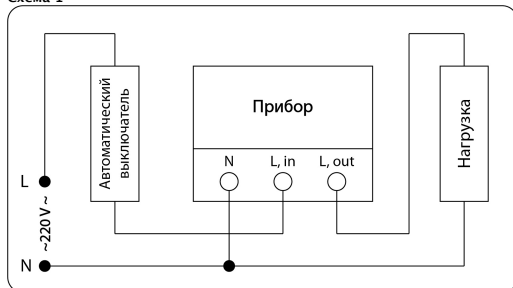 Схема 1
Автоматический
выключатель
Прибор
N
L, in
L, out
Нагрузка
L
~220 V ~
N